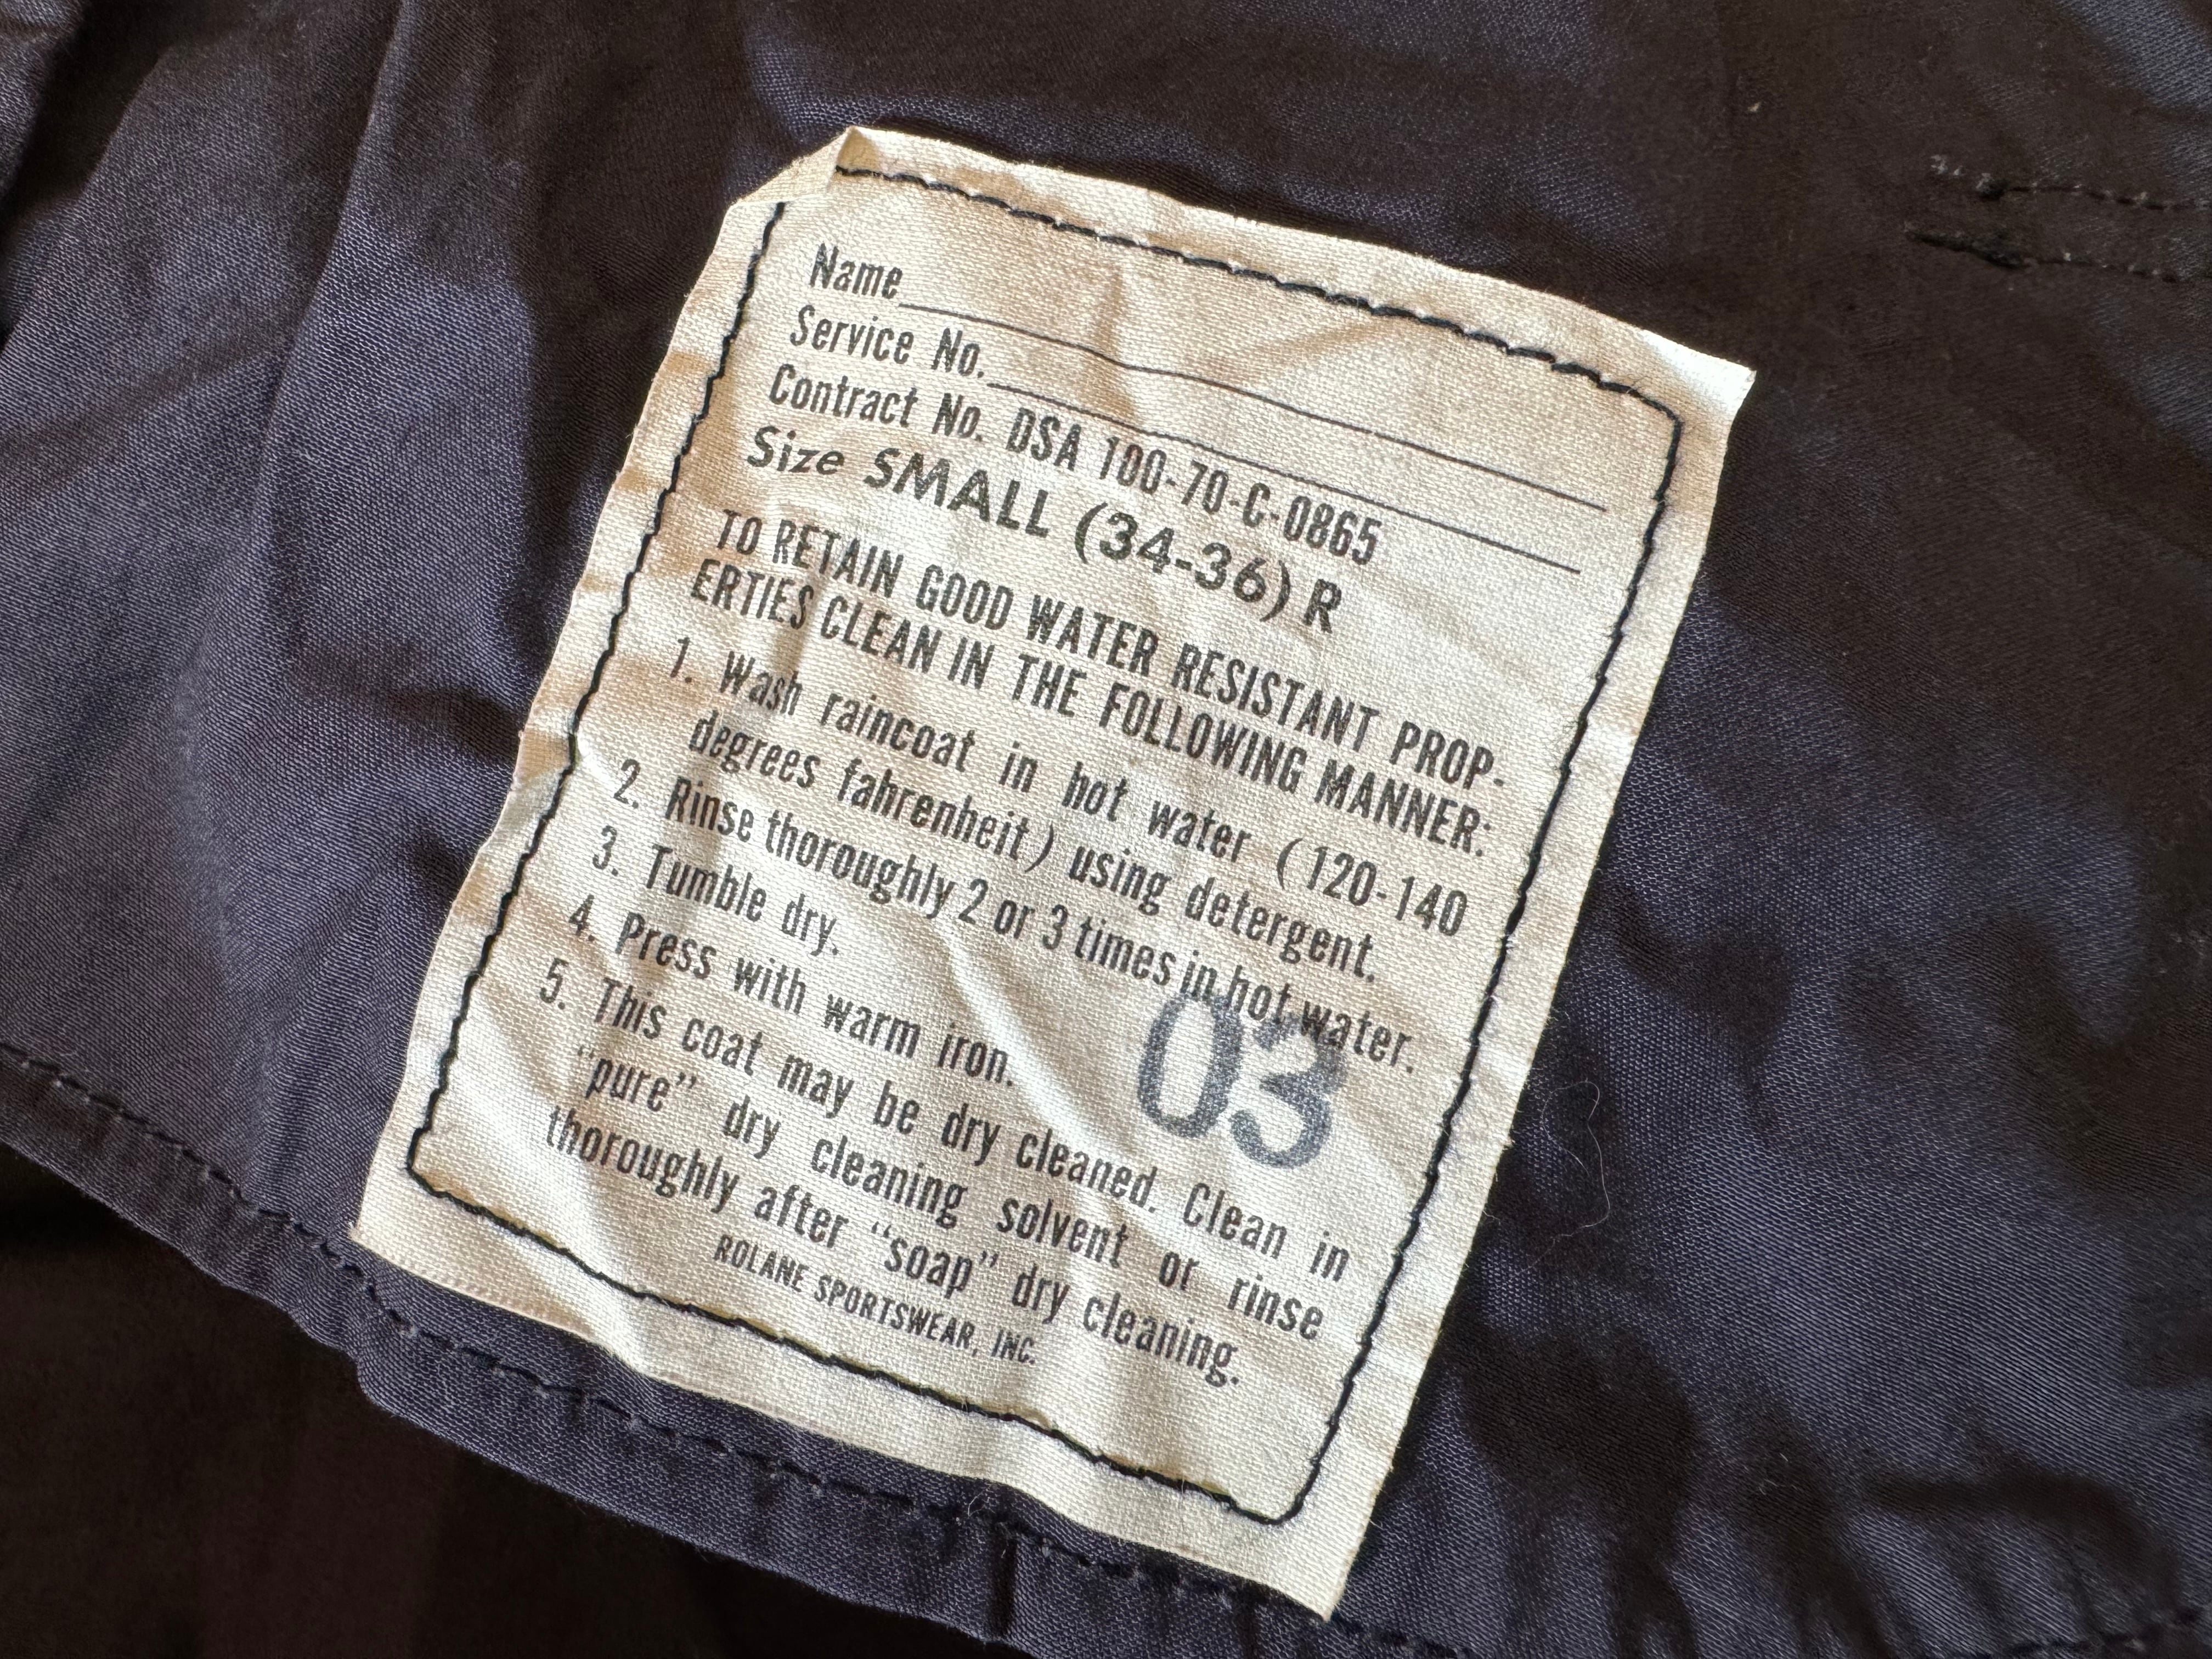 Name
Service No.
Contract No. DSA 100-70-C-0865
Size SMALL (34-36) R
TO RETAIN GOOD WATER RESISTANT PROP-
ERTIES CLEAN IN THE FOLLOWING MANNER:
1. Wash raincoat in hot water (120-140
degrees fahrenheit) using detergent.
2. Rinse thoroughly 2 or 3 times in hot water.
3. Tumble dry.
4. Press with warm iron.
03
5. This coat may be dry cleaned. Clean in
"pure" dry cleaning solvent or rinse
thoroughly after "soap" dry cleaning.
ROLANE SPORTSWEAR, INC.